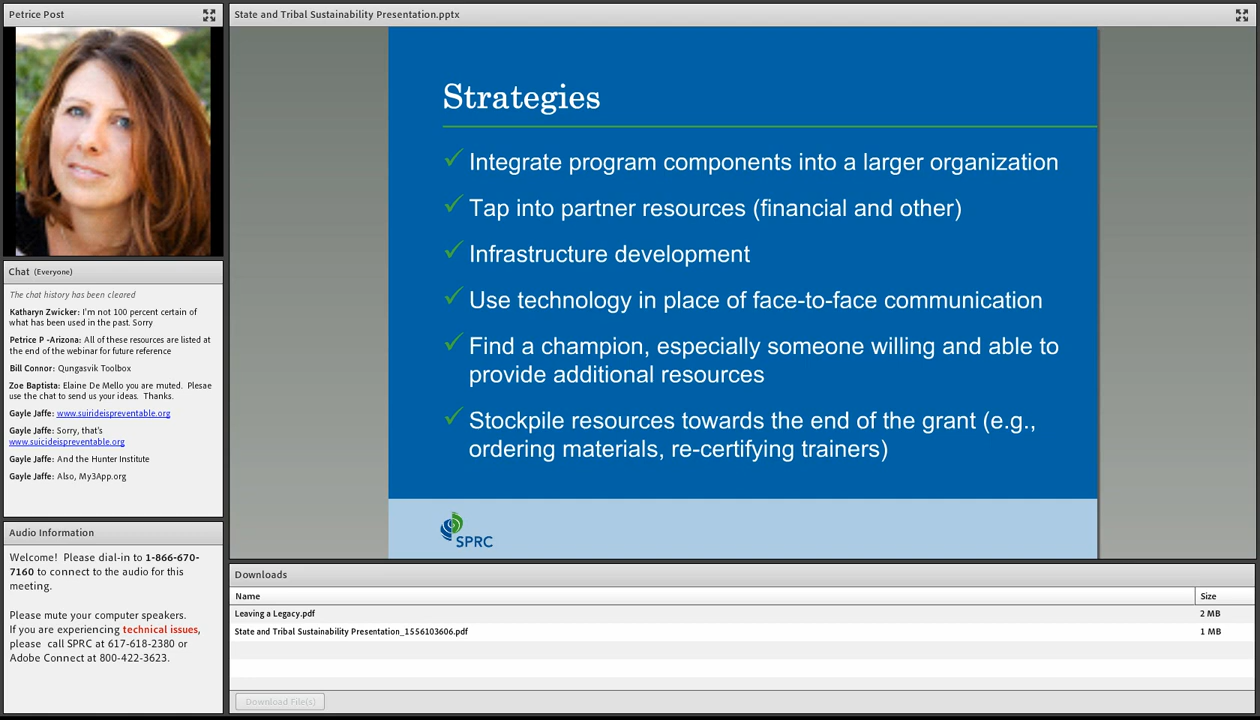 Petrice Post
State and Tribal Sustainability Presentation.pptx
Strategies
✓ Integrate program components into a larger organization
✓ Tap into partner resources (financial and other)
✓ Infrastructure development
✓ Use technology in place of face-to-face communication
✓ Find a champion, especially someone willing and able to
provide additional resources
✓ Stockpile resources towards the end of the grant (e.g.,
ordering materials, re-certifying trainers)
SPRC
Chat (Everyone)
The chat history has been cleared
Katharyn Zwicker: I'm not 100 percent certain of
what has been used in the past. Sorry
Petrice P -Arizona: All of these resources are listed at
the end of the webinar for future reference
Bill Connor: Qungasvik Toolbox
Zoe Baptista: Elaine De Mello you are muted. Please
use the chat to send us your ideas. Thanks.
Gayle Jaffe: www.suirideispreventable.org
Gayle Jaffe: Sorry, that's
www.suicideispreventable.org
Gayle Jaffe: And the Hunter Institute
Gayle Jaffe: Also, My3App.org
Audio Information
Welcome! Please dial-in to 1-866-670-
7160 to connect to the audio for this
meeting.
Please mute your computer speakers.
If you are experiencing technical issues,
please call SPRC at 617-618-2380 or
Adobe Connect at 800-422-3623.
Downloads
Name Size
Leaving a Legacy.pdf 2 MB
State and Tribal Sustainability Presentation_1556103606.pdf 1 MB
Download File(s)